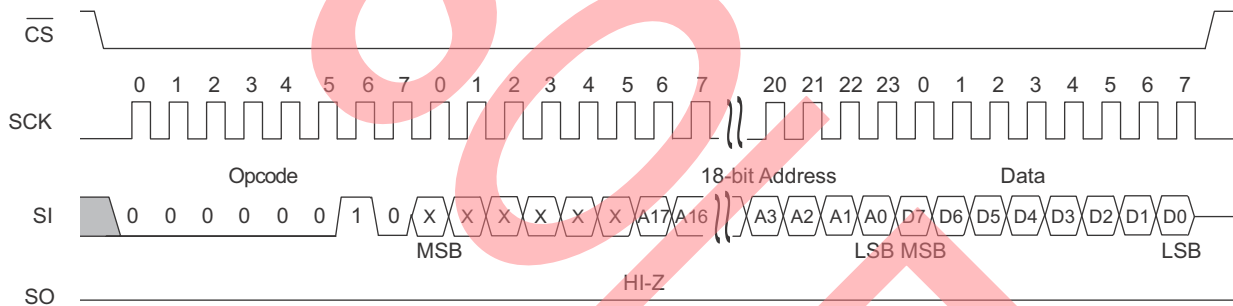 CS
0 1 2 3 4 5 6 7 0 1 2 3 4 5 6 7 20 21 22 23 0 1 2 3 4 5 6 7
SCK
Opcode 18-bit Address Data
SI 0 0 0 0 0 0 1 0 X X X X X X A17 A16 A3 A2 A1 A0 D7 D6 D5 D4 D3 D2 D1 D0
MSB LSB MSB LSB
HI-Z
SO